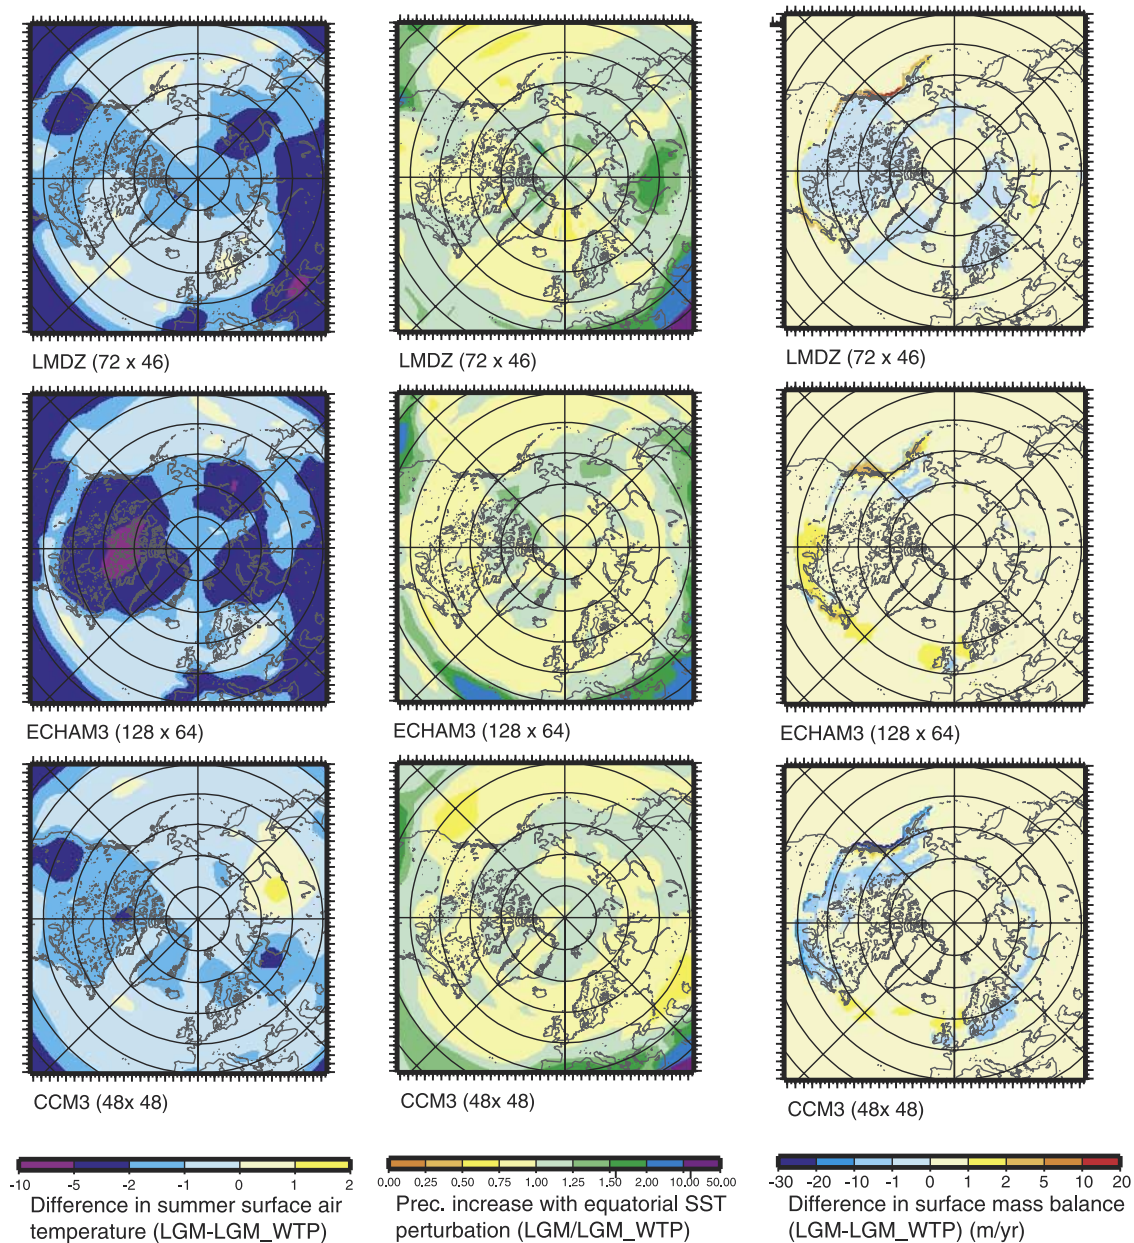 LMDZ (72 x 46)
LMDZ (72 x 46)
LMDZ (72 x 46)
ECHAM3 (128 x 64)
ECHAM3 (128 x 64)
ECHAM3 (128 x 64)
CCM3 (48x 48)
CCM3 (48x 48)
CCM3 (48x 48)
-10 -5 -2 -1 0 1 2
Difference in summer surface air
temperature (LGM-LGM_WTP)
0.00 0.25 0.50 0.75 1.00 1.25 1.50 2.00 10.00 50.00
Prec. increase with equatorial SST
perturbation (LGM/LGM_WTP)
-30 -20 -10 -1 0 1 2 5 10 20
Difference in surface mass balance
(LGM-LGM_WTP) (m/yr)